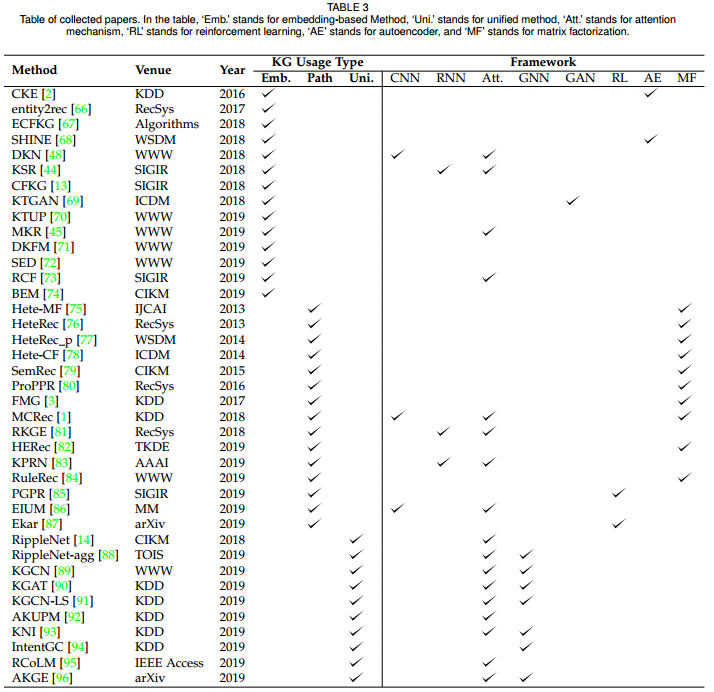 TABLE 3
Table of collected papers. In the table, ‘Emb.’ stands for embedding-based Method, ‘Uni.’ stands for unified method, ‘Att.’ stands for attention
mechanism, ‘RL’ stands for reinforcement learning, ‘AE’ stands for autoencoder, and ‘MF’ stands for matrix factorization.
Method Venue Year KG Usage Type Framework
Emb. Path Uni. CNN RNN Att. GNN GAN RL AE MF
CKE [2] KDD 2016 ✓ ✓
entity2rec [66] RecSys 2017 ✓
ECFKG [67] Algorithms 2018 ✓
SHINE [68] WSDM 2018 ✓ ✓
DKN [48] WWW 2018 ✓ ✓ ✓
KSR [44] SIGIR 2018 ✓ ✓ ✓
CFKG [13] SIGIR 2018 ✓
KTGAN [69] ICDM 2018 ✓ ✓
KTUP [70] WWW 2019 ✓
MKR [45] WWW 2019 ✓ ✓
DKFM [71] WWW 2019 ✓
SED [72] WWW 2019 ✓
RCF [73] SIGIR 2019 ✓ ✓
BEM [74] CIKM 2019 ✓
Hete-MF [75] IJCAI 2013 ✓ ✓
HeteRec [76] RecSys 2013 ✓ ✓
HeteRec_p [77] WSDM 2014 ✓ ✓
Hete-CF [78] ICDM 2014 ✓ ✓
SemRec [79] CIKM 2015 ✓ ✓
ProPPR [80] RecSys 2016 ✓ ✓
FMG [3] KDD 2017 ✓ ✓
MCRec [1] KDD 2018 ✓ ✓ ✓ ✓
RKGE [81] RecSys 2018 ✓ ✓ ✓
HERec [82] TKDE 2019 ✓ ✓
KPRN [83] AAAI 2019 ✓ ✓ ✓
RuleRec [84] WWW 2019 ✓ ✓
PGPR [85] SIGIR 2019 ✓ ✓
EIUM [86] MM 2019 ✓ ✓ ✓
Ekar [87] arXiv 2019 ✓ ✓
RippleNet [14] CIKM 2018 ✓ ✓
RippleNet-agg [88] TOIS 2019 ✓ ✓ ✓
KGCN [89] WWW 2019 ✓ ✓ ✓
KGAT [90] KDD 2019 ✓ ✓ ✓
KGCN-LS [91] KDD 2019 ✓ ✓ ✓
AKUPM [92] KDD 2019 ✓ ✓
KNI [93] KDD 2019 ✓ ✓ ✓
IntentGC [94] KDD 2019 ✓ ✓
RCoLM [95] IEEE Access 2019 ✓ ✓
AKGE [96] arXiv 2019 ✓ ✓ ✓